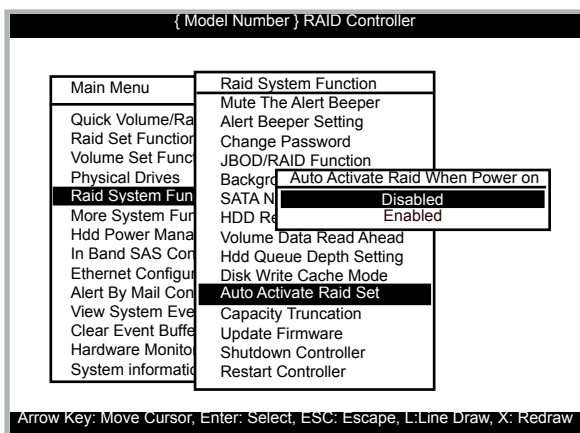 { Model Number } RAID Controller
Main Menu
Quick Volume/Ra
Raid Set Function
Volume Set Func
Physical Drives
Raid System Fun
More System Fun
Hdd Power Mana
In Band SAS Con
Ethernet Configur
Alert By Mail Con
View System Eve
Clear Event Buffe
Hardware Monito
System informatio
Raid System Function
Mute The Alert Beeper
Alert Beeper Setting
Change Password
JBOD/RAID Function
Backgro
SATA N
HDD Re
Volume Data Read Ahead
Hdd Queue Depth Setting
Disk Write Cache Mode
Auto Activate Raid Set
Capacity Truncation
Update Firmware
Shutdown Controller
Restart Controller
Auto Activate Raid When Power on
Disabled
Enabled
Arrow Key: Move Cursor, Enter: Select, ESC: Escape, L:Line Draw, X: Redraw